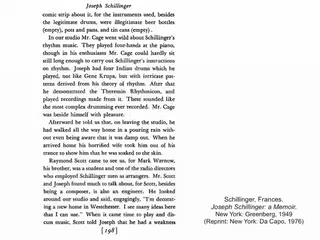 Joseph Schillinger
comic strip about it, for the instruments used, besides
the legitimate drums, were illegitimate beer bottles
(empty), pots and pans, and tin cans (empty).
In our studio Mr. Cage went wild about Schillinger's
rhythm music. They played four-hands at the piano,
though in his enthusiasm Mr. Cage could hardly sit
still long enough to carry out Schillinger's instructions
on rhythm. Joseph had four Indian drums which he
played, not like Gene Krupa, but with intricate pat-
terns derived from his theory of rhythm. After that
he demonstrated the Theremin Rhythmicon, and
played recordings made from it. These sounded like
the most complex drumming ever recorded. Mr. Cage
was beside himself with pleasure.
Afterward he told us that, on leaving the studio, he
had walked all the way home in a pouring rain with-
out even being aware that it was damp out. When he
arrived home his horrified wife took him out of his
trance to show him that he was soaked to the skin.
Raymond Scott came to see us, for Mark Warnow,
his brother, was a student and one of the radio directors
who employed Schillinger men as arrangers. Mr. Scott
and Joseph found much to talk about, for Scott, besides
being a composer, is also an engineer. He looked
around our studio and said, engagingly, "I'm decorat-
ing a new home in Westchester. I see many ideas here
that I can use." When it came time to play and dis-
cuss music, Scott told Joseph that he had a weakness
[198]
Schillinger, Frances.
Joseph Schillinger: a Memoir.
New York: Greenberg, 1949
(Reprint: New York: Da Capo, 1976)